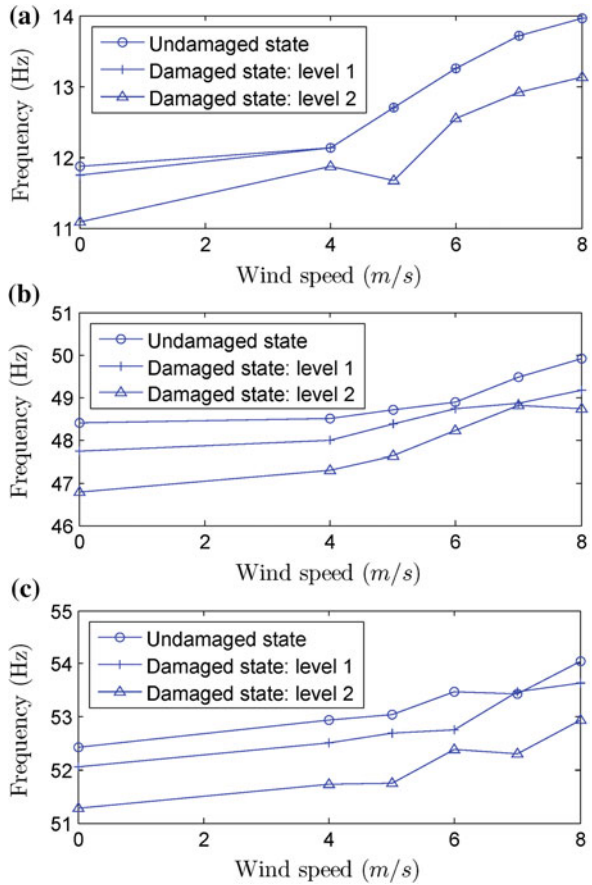 (a)
14
13
12
11
Frequency (Hz)
Undamaged state
Damaged state: level 1
Damaged state: level 2
0 2 4 6 8
Wind speed (m/s)
(b)
51
50
49
48
47
46
Frequency (Hz)
Undamaged state
Damaged state: level 1
Damaged state: level 2
0 2 4 6 8
Wind speed (m/s)
(c)
55
54
53
52
51
Frequency (Hz)
Undamaged state
Damaged state: level 1
Damaged state: level 2
0 2 4 6 8
Wind speed (m/s)